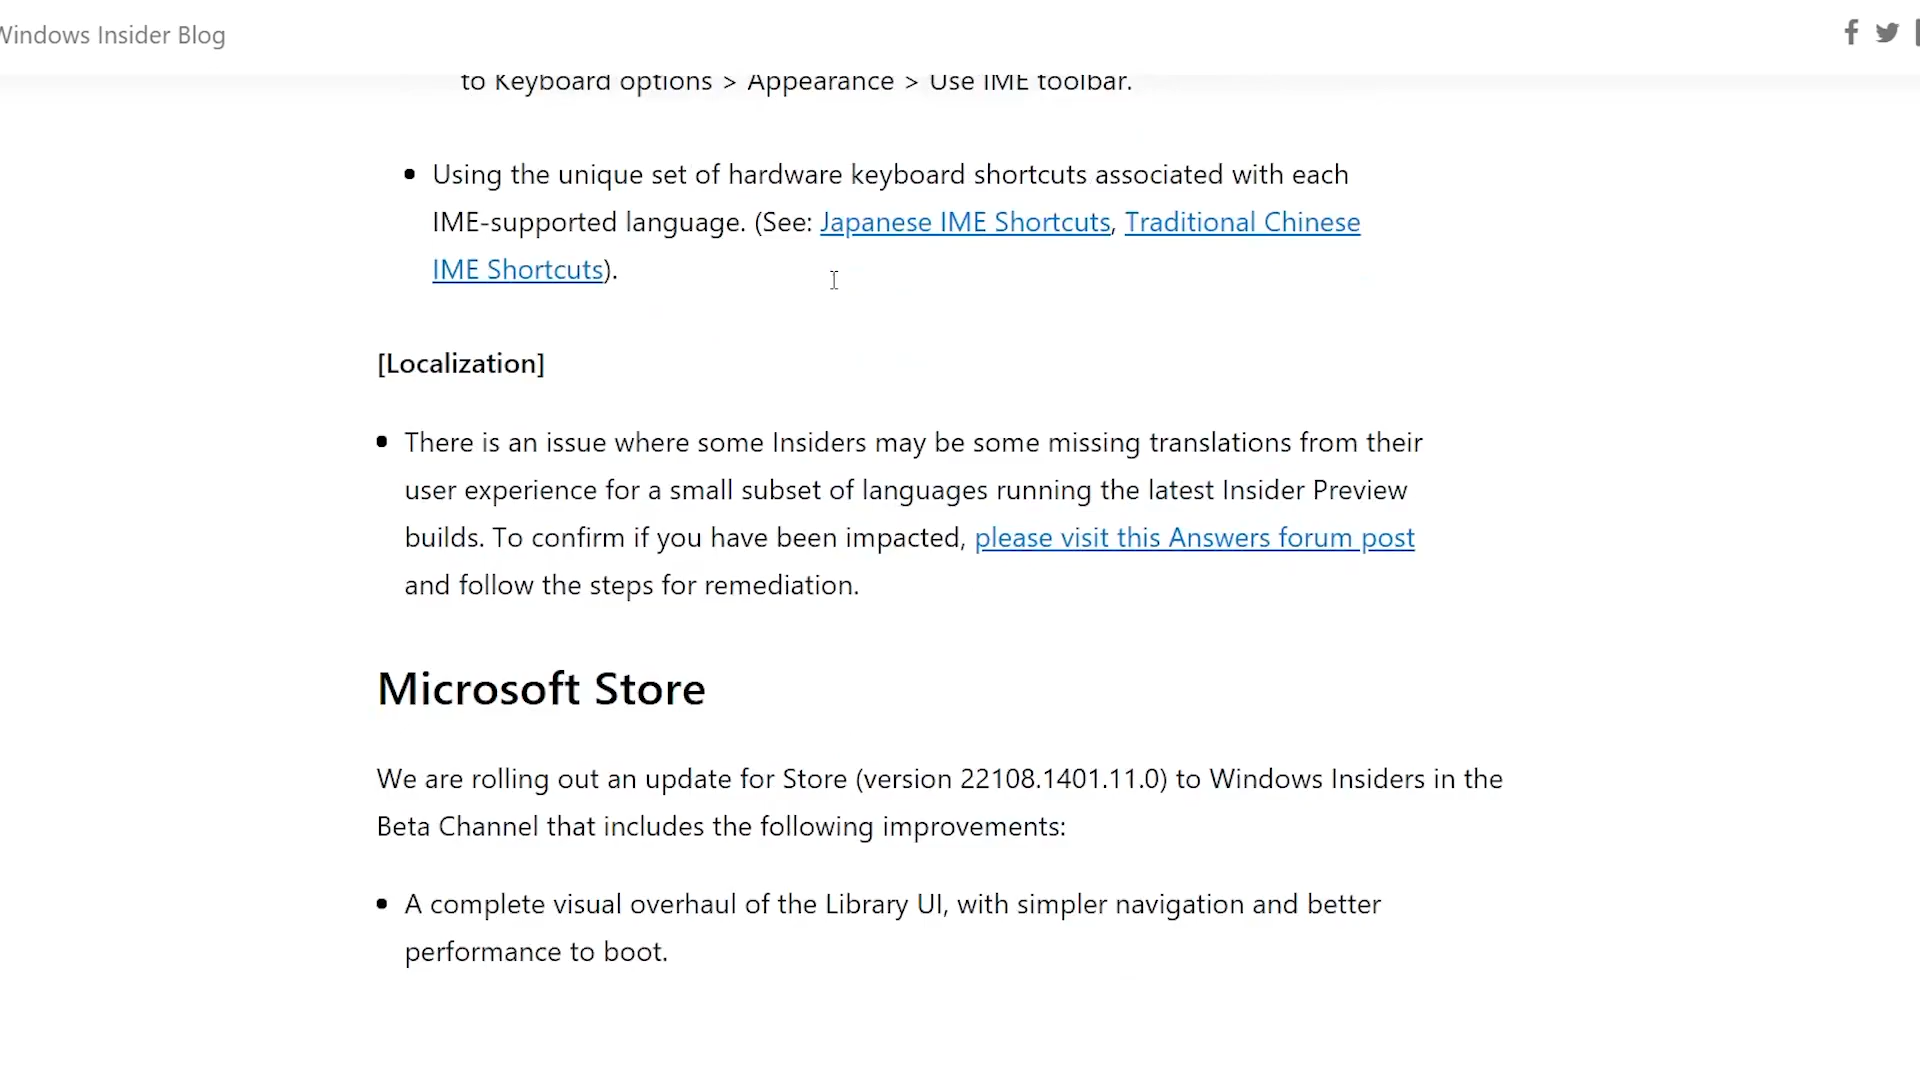 Windows Insider Blog
to Keyboard options > Appearance > Use IME toolbar.
• Using the unique set of hardware keyboard shortcuts associated with each
IME-supported language. (See: Japanese IME Shortcuts, Traditional Chinese
IME Shortcuts).
[Localization]
• There is an issue where some Insiders may be some missing translations from their
user experience for a small subset of languages running the latest Insider Preview
builds. To confirm if you have been impacted, please visit this Answers forum post
and follow the steps for remediation.
Microsoft Store
We are rolling out an update for Store (version 22108.1401.11.0) to Windows Insiders in the
Beta Channel that includes the following improvements:
• A complete visual overhaul of the Library UI, with simpler navigation and better
performance to boot.